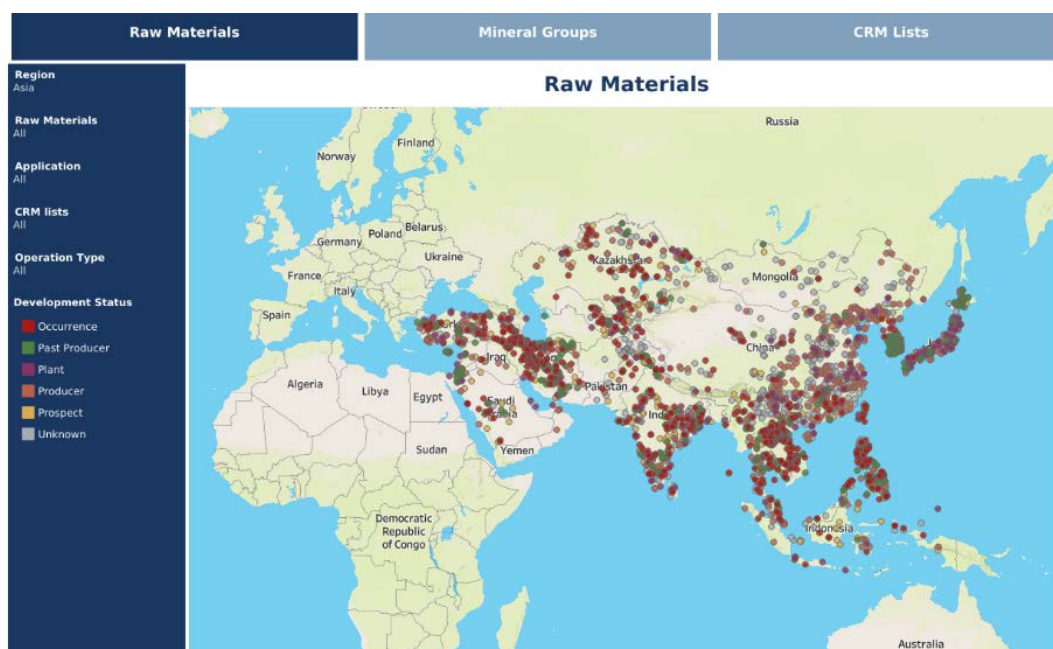 Raw Materials
Mineral Groups
CRM Lists
Region
Asia
Raw Materials
All
Application
All
CRM lists
All
Operation Type
All
Development Status
Occurrence
Past Producer
Plant
Producer
Prospect
Unknown
Raw Materials
Russia
Finland
Norway
Belarus
Poland
Germany
Ukraine
France
Italy
Spain
Kazakhstan
Mongolia
China
Iraq
Pakistan
Algeria
Libya
Egypt
Saudi
Arabia
Yemen
Sudan
Democratic
Republic
of Congo
Indonesia
Australia